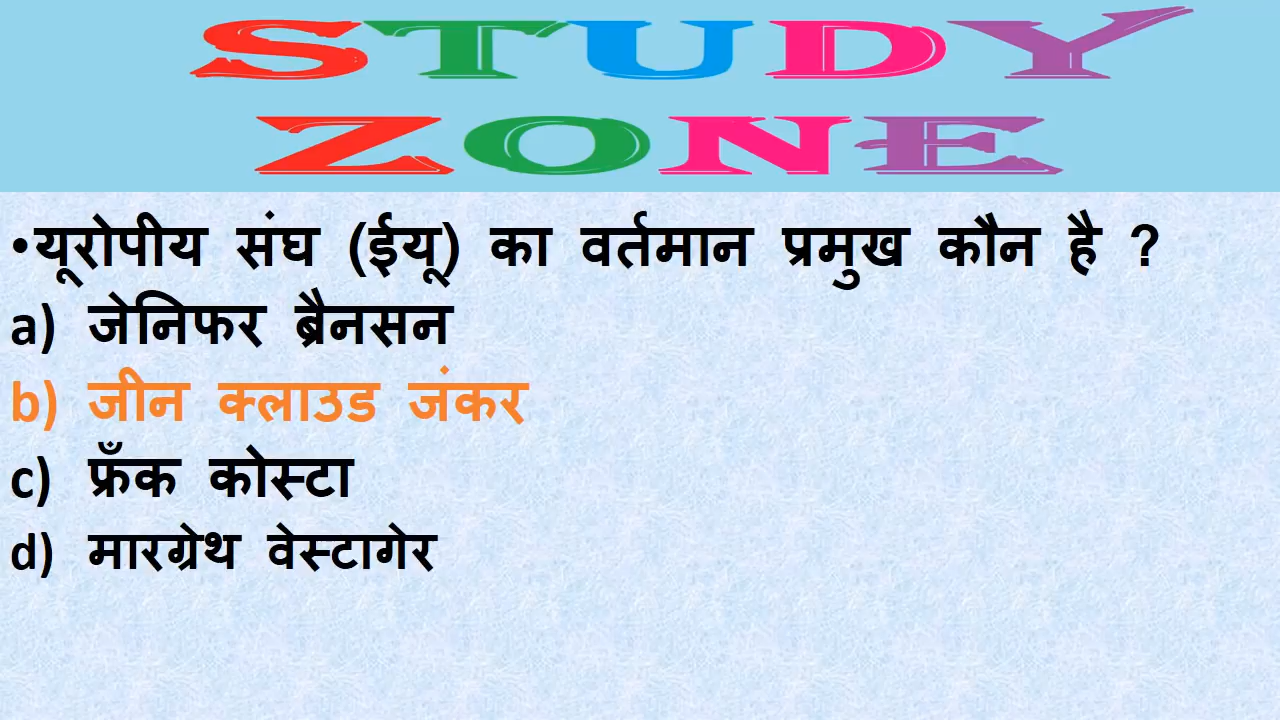 STUDY
ZONE
•यूरोपीय संघ (ईयू) का वर्तमान प्रमुख कौन है ?
a) जेनिफर ब्रैनसन
b) जीन क्लाउड जंकर
c) फ्रँक कोस्टा
d) मारग्रेथ वेस्टागेर